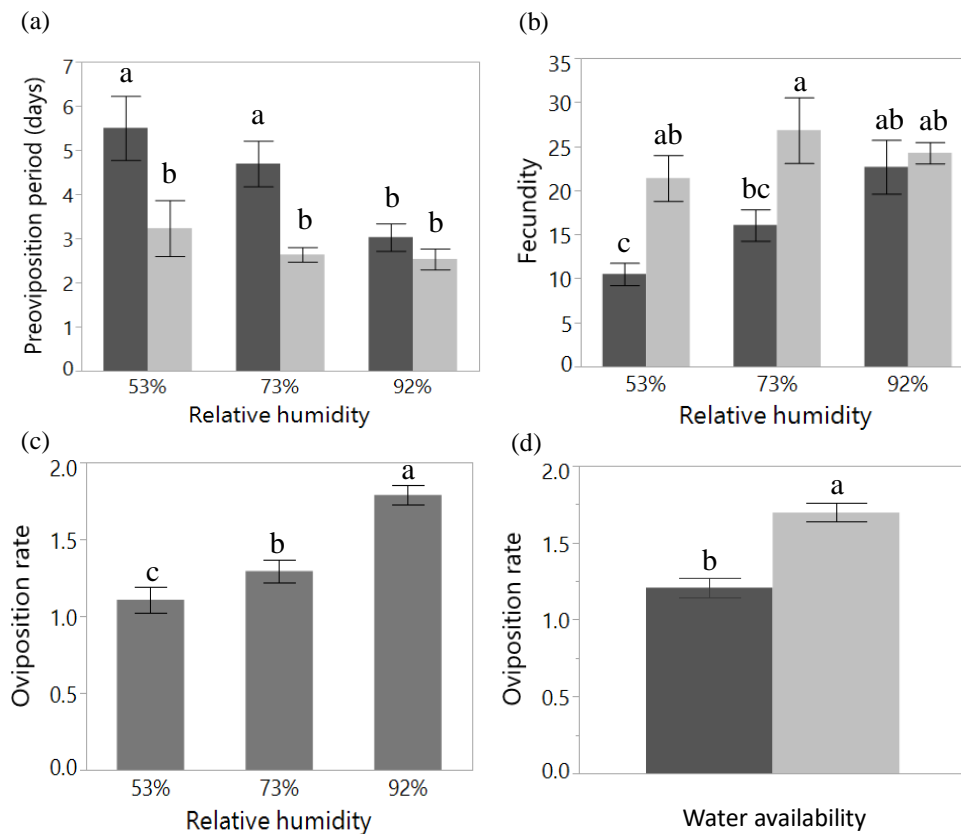 (a)
Preoviposition period (days)
7
6
5
4
3
2
1
0
a
b
a
b
b
b
53%
73%
92%
Relative humidity
(b)
Fecundity
35
30
25
20
15
10
5
0
c
ab
bc
a
ab
ab
53%
73%
92%
Relative humidity
(c)
Oviposition rate
2.0
1.5
1.0
0.5
0.0
c
b
a
53%
73%
92%
Relative humidity
(d)
Oviposition rate
2.0
1.5
1.0
0.5
0.0
b
a
Water availability